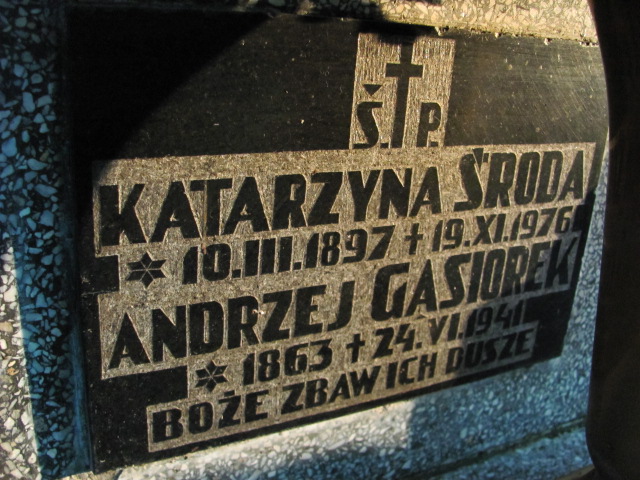 Ś.†P.
KATARZYNA ŚRODA
* 10.III.1897 † 19.XI.1976
ANDRZEJ GĄSIOREK
* 1863 † 24.VI.1941
BOŻE ZBAW ICH DUSZE